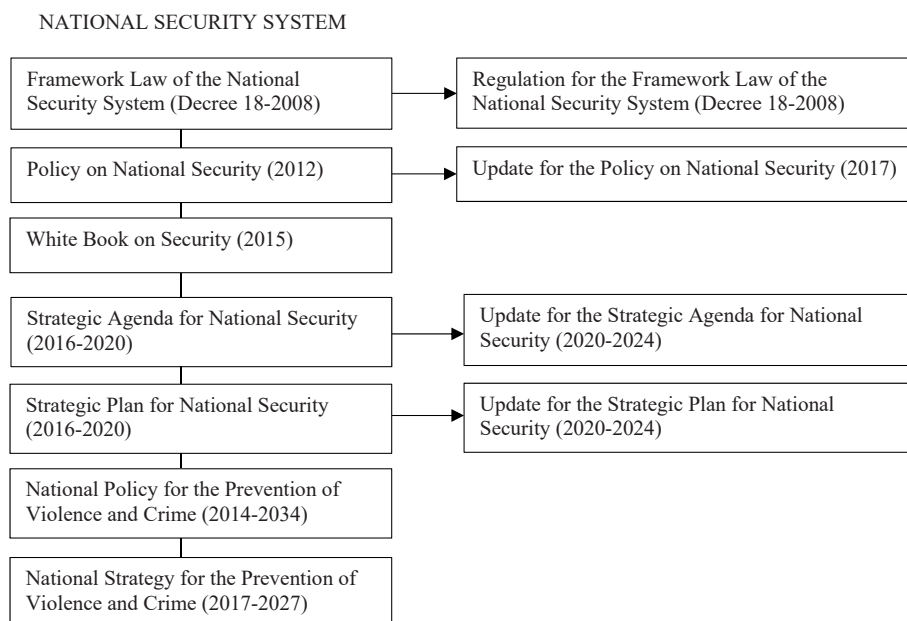 NATIONAL SECURITY SYSTEM
Framework Law of the National
Security System (Decree 18-2008)
Regulation for the Framework Law of the
National Security System (Decree 18-2008)
Policy on National Security (2012)
Update for the Policy on National Security (2017)
White Book on Security (2015)
Strategic Agenda for National Security
(2016-2020)
Update for the Strategic Agenda for National
Security (2020-2024)
Strategic Plan for National Security
(2016-2020)
Update for the Strategic Plan for National
Security (2020-2024)
National Policy for the Prevention of
Violence and Crime (2014-2034)
National Strategy for the Prevention of
Violence and Crime (2017-2027)